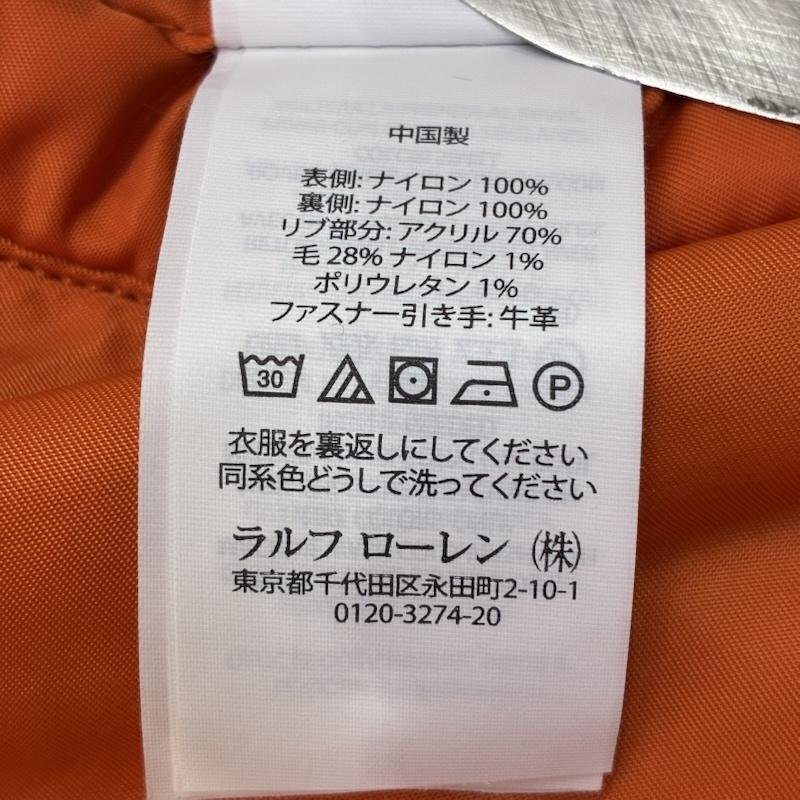 中国製
表側: ナイロン 100%
裏側: ナイロン 100%
リブ部分: アクリル 70%
毛 28% ナイロン 1%
ポリウレタン 1%
ファスナー引き手: 牛革
30 P
衣服を裏返しにしてください
同系色どうしで洗ってください
ラルフ ローレン (株)
東京都千代田区永田町2-10-1
0120-3274-20